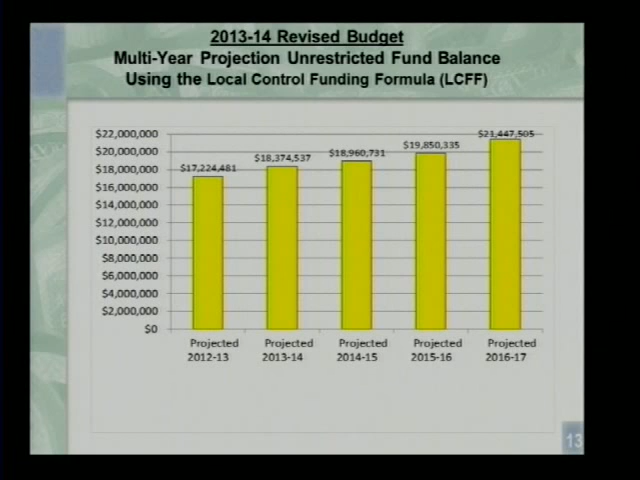 2013-14 Revised Budget
Multi-Year Projection Unrestricted Fund Balance
Using the Local Control Funding Formula (LCFF)
$22,000,000
$20,000,000
$18,000,000
$16,000,000
$14,000,000
$12,000,000
$10,000,000
$8,000,000
$6,000,000
$4,000,000
$2,000,000
$0
$17,224,481
$18,374,537
$18,960,731
$19,850,335
$21,447,505
Projected 2012-13
Projected 2013-14
Projected 2014-15
Projected 2015-16
Projected 2016-17
13